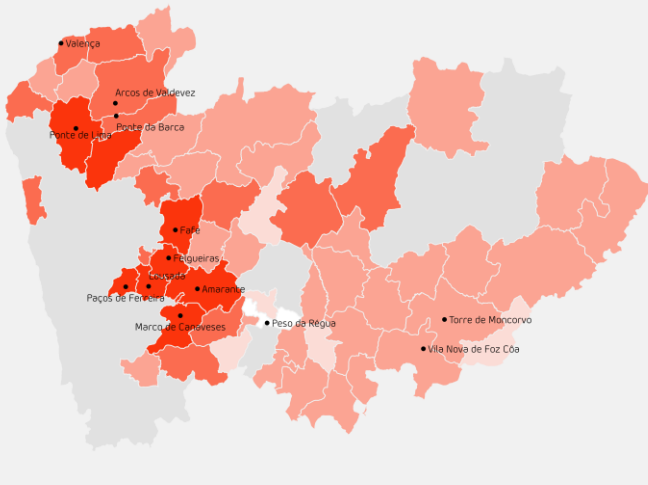 Valença
Arcos de Valdevez
Ponte da Barca
Ponte de Lima
Fafe
Felgueiras
Lousada
Amarante
Paços de Ferreira
Marco de Canaveses
Peso da Régua
Torre de Moncorvo
Vila Nova de Foz Côa